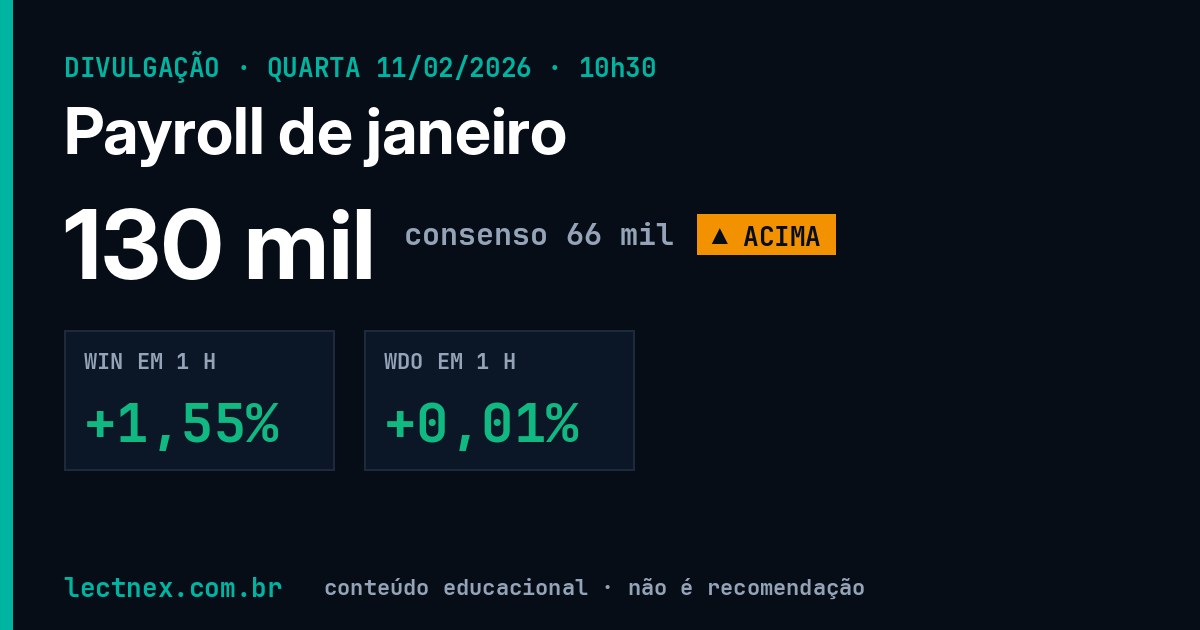 DIVULGAÇÃO · QUARTA 11/02/2026 · 10h30
Payroll de janeiro
130 mil consenso 66 mil ▲ ACIMA
WIN EM 1 H WDO EM 1 H
+1,55% +0,01%
lectnex.com.br conteúdo educacional · não é recomendação